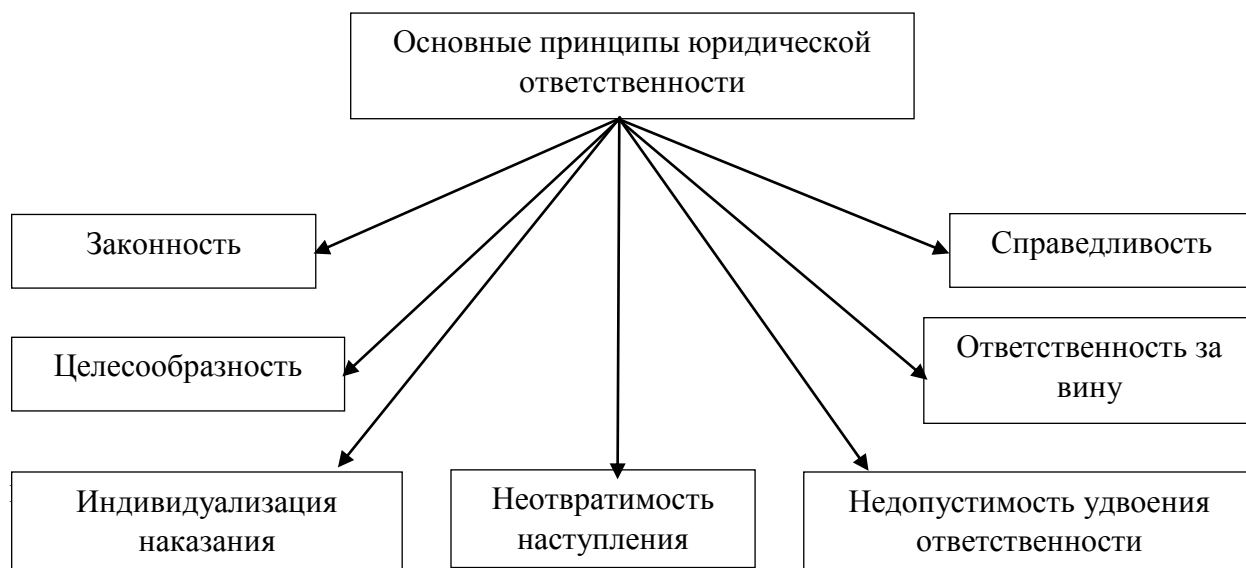 Основные принципы юридической
ответственности
Законность
Справедливость
Целесообразность
Ответственность за
вину
Индивидуализация
наказания
Неотвратимость
наступления
Недопустимость удвоения
ответственности